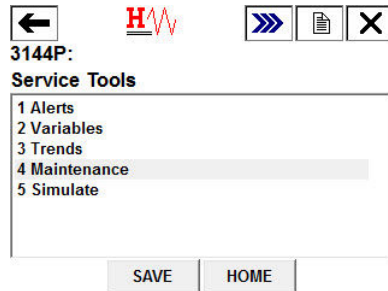 H
3144P:
Service Tools
1 Alerts
2 Variables
3 Trends
4 Maintenance
5 Simulate
SAVE HOME